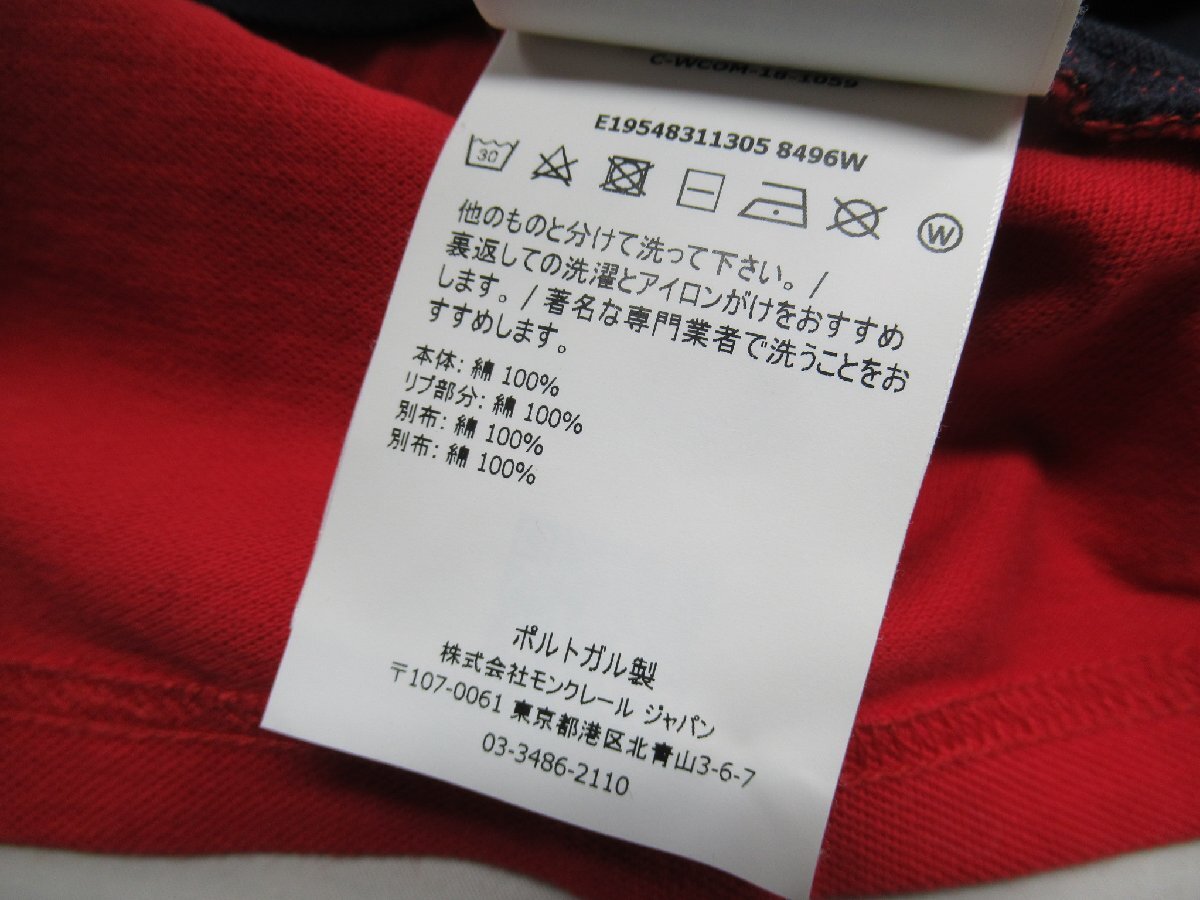 C-WCOM-18-1059
E19548311305 8496W
30 W
他のものと分けて洗って下さい。/
裏返しての洗濯とアイロンがけをおすすめ
します。/ 著名な専門業者で洗うことをお
すすめします。
本体: 綿 100%
リブ部分: 綿 100%
別布: 綿 100%
別布: 綿 100%
ポルトガル製
株式会社モンクレール ジャパン
〒107-0061 東京都港区北青山3-6-7
03-3486-2110